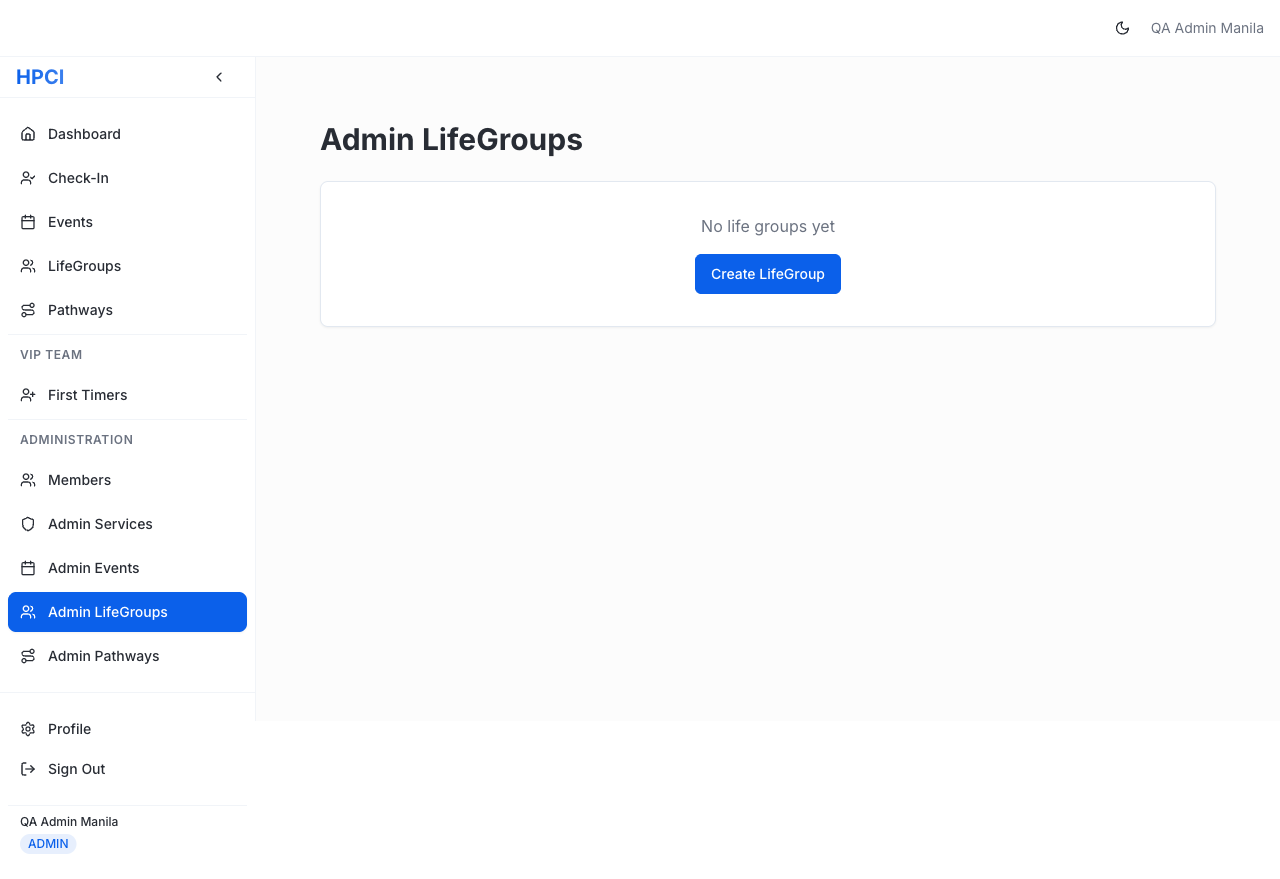 QA Admin Manila
HPCI
Dashboard
Check-In
Events
LifeGroups
Pathways
VIP TEAM
First Timers
ADMINISTRATION
Members
Admin Services
Admin Events
Admin LifeGroups
Admin Pathways
Profile
Sign Out
QA Admin Manila
ADMIN
Admin LifeGroups
No life groups yet
Create LifeGroup